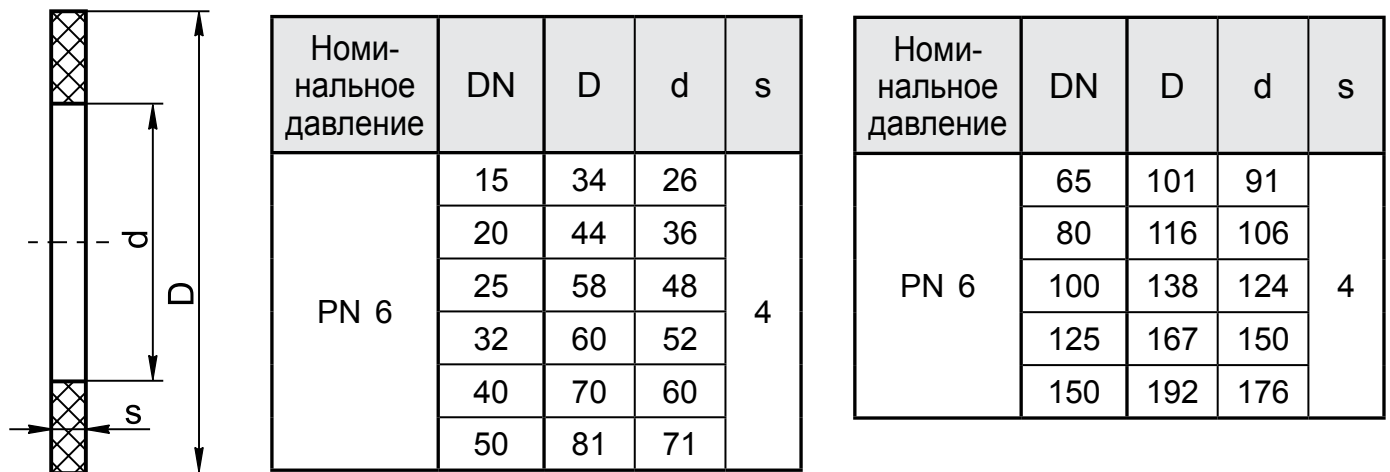 d
D
s
Номи-
нальное
давление
DN D d s
PN 6
4
15 34 26
20 44 36
25 58 48
32 60 52
40 70 60
50 81 71
Номи-
нальное
давление
DN D d s
PN 6
4
65 101 91
80 116 106
100 138 124
125 167 150
150 192 176